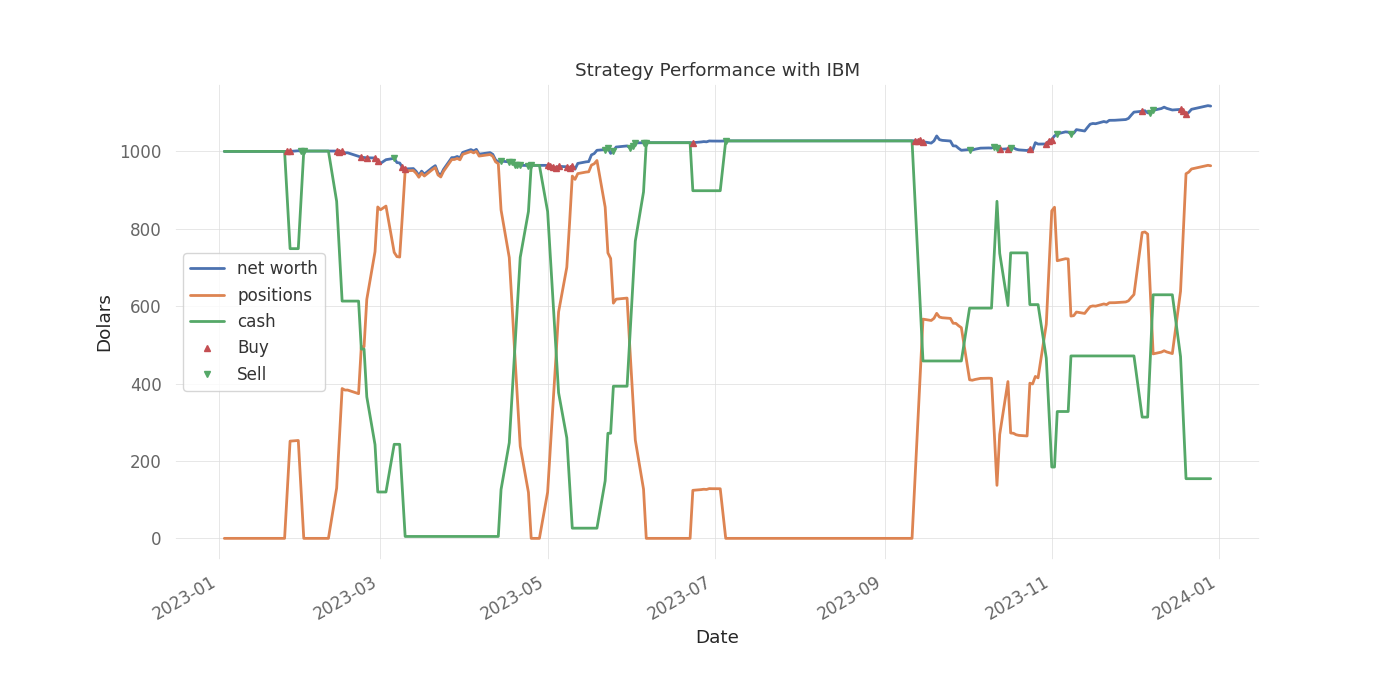 Strategy Performance with IBM
1000
800
600
400
200
0
Dolars
net worth
positions
cash
Buy
Sell
2023-01
2023-03
2023-05
2023-07
2023-09
2023-11
2024-01
Date